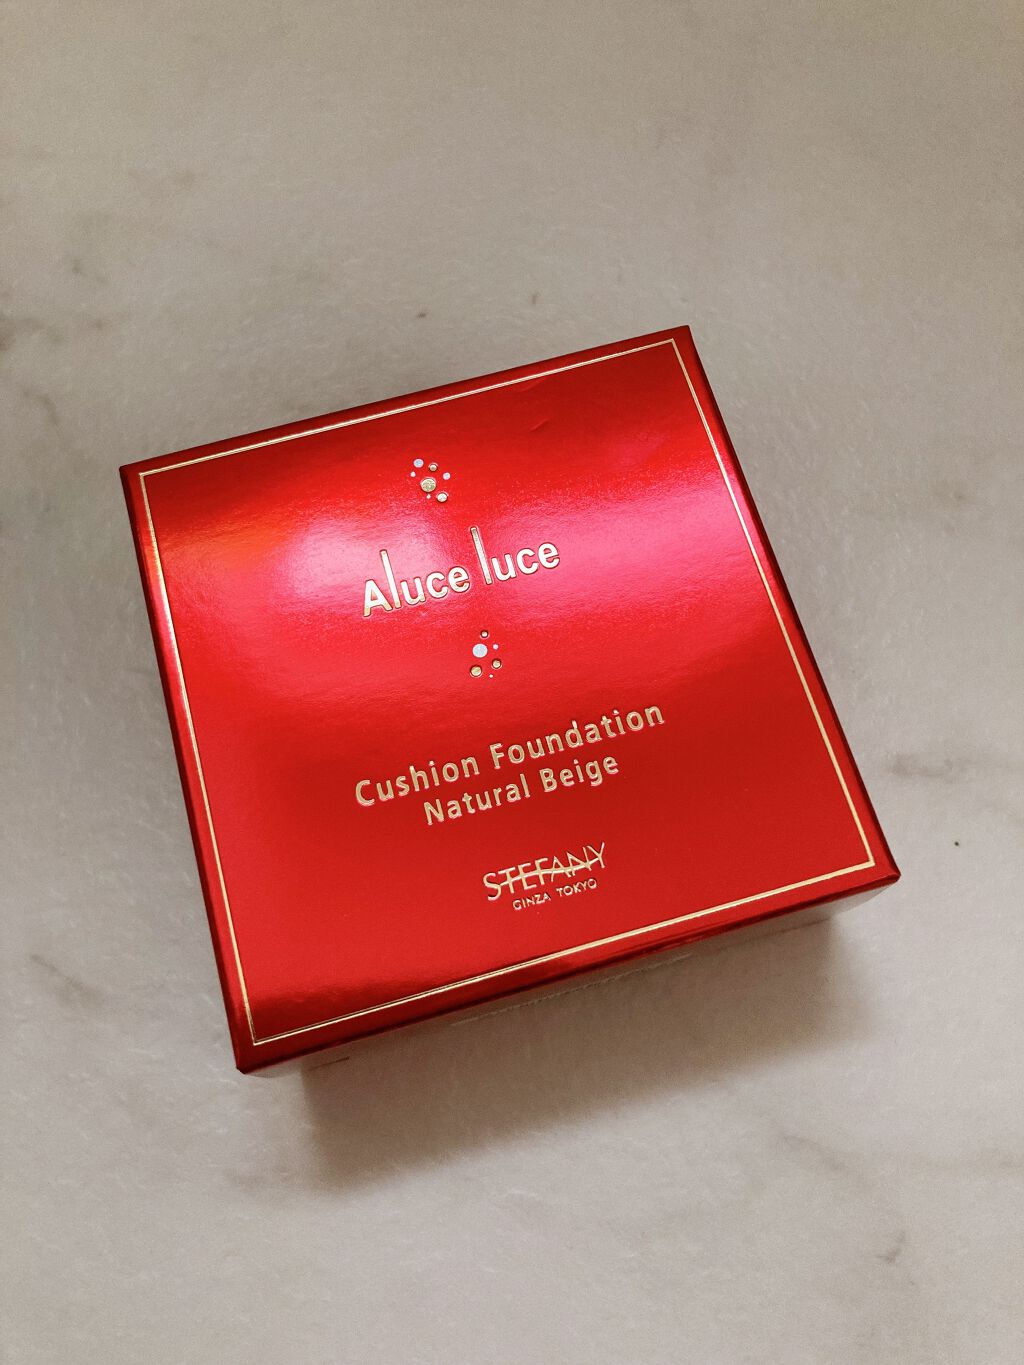 Aluce luce
Cushion Foundation
Natural Beige
STEFANY
GINZA TOKYO